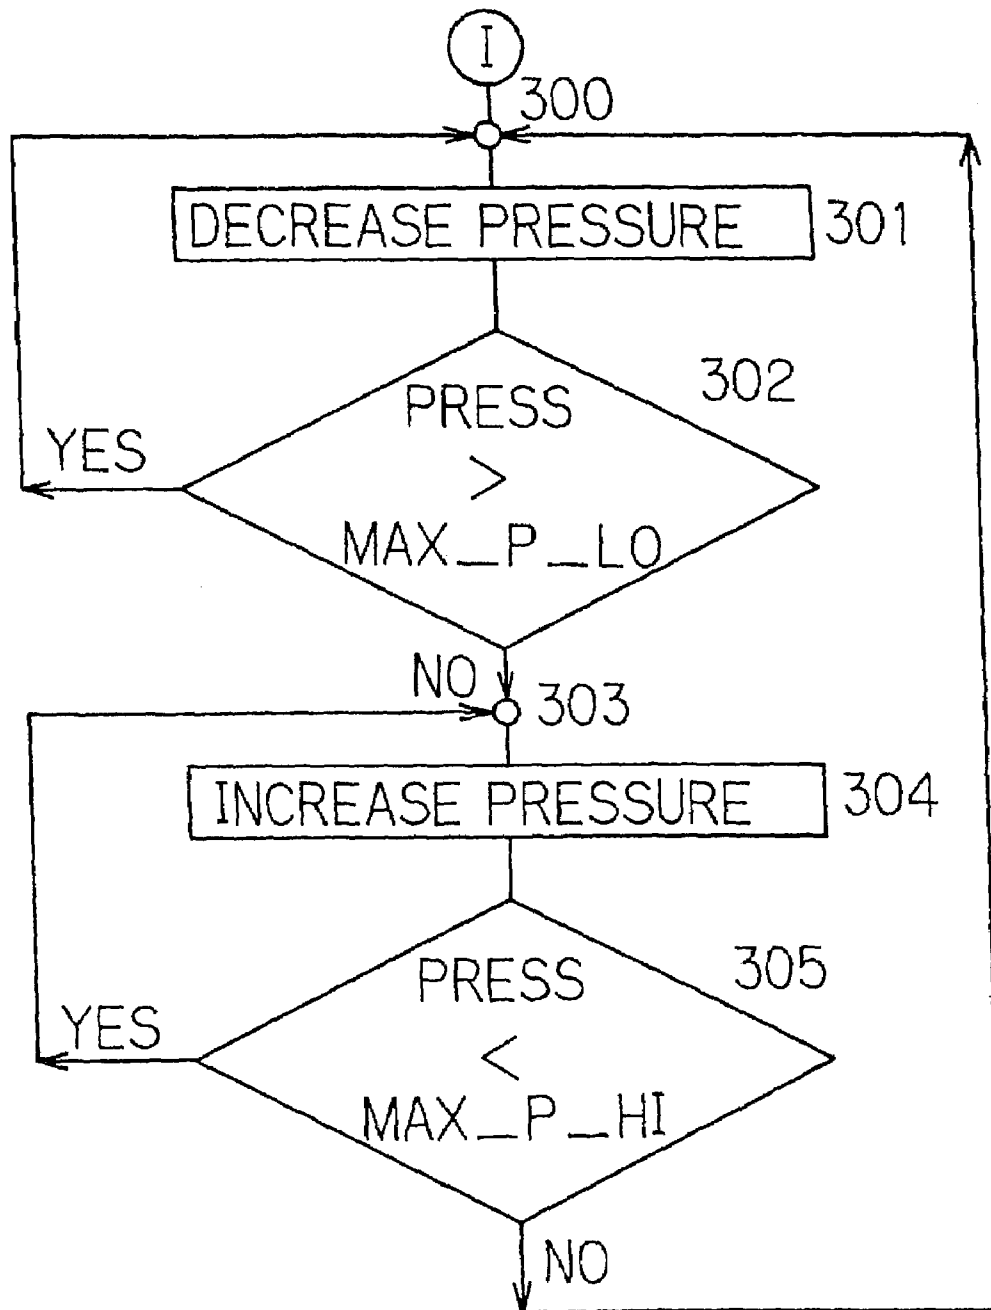 I
300
DECREASE PRESSURE
301
302
PRESS
>
MAX_P_LO
YES
NO
303
INCREASE PRESSURE
304
305
PRESS
<
MAX_P_HI
YES
NO